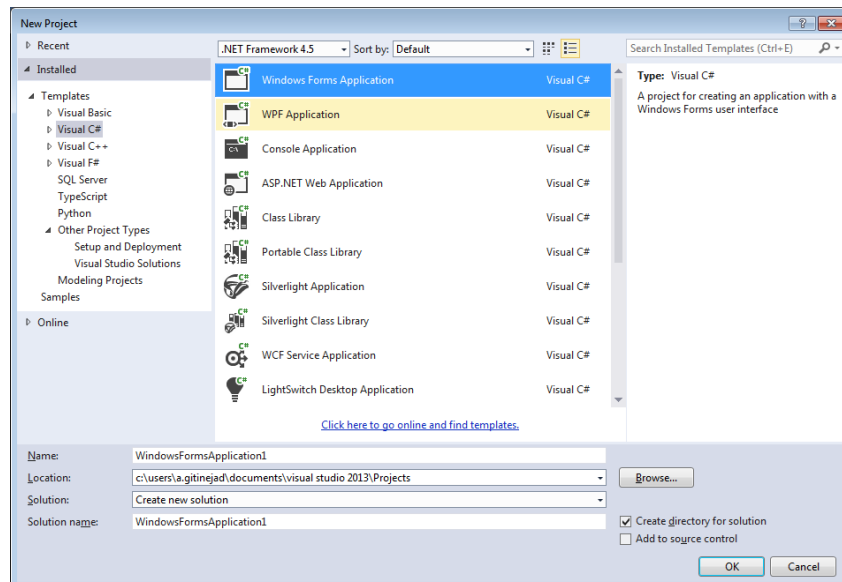 New Project
Recent
.NET Framework 4.5 Sort by: Default
Search Installed Templates (Ctrl+E)
Installed
Templates
Visual Basic
Visual C#
Visual C++
Visual F#
SQL Server
TypeScript
Python
Other Project Types
Setup and Deployment
Visual Studio Solutions
Modeling Projects
Samples
Online
Windows Forms Application Visual C#
WPF Application Visual C#
Console Application Visual C#
ASP.NET Web Application Visual C#
Class Library Visual C#
Portable Class Library Visual C#
Silverlight Application Visual C#
Silverlight Class Library Visual C#
WCF Service Application Visual C#
LightSwitch Desktop Application Visual C#
Click here to go online and find templates.
Type: Visual C#
A project for creating an application with a
Windows Forms user interface
Name: WindowsFormsApplication1
Location: c:\users\a.gitinejad\documents\visual studio 2013\Projects
Browse...
Solution: Create new solution
Solution name: WindowsFormsApplication1
Create directory for solution
Add to source control
OK Cancel